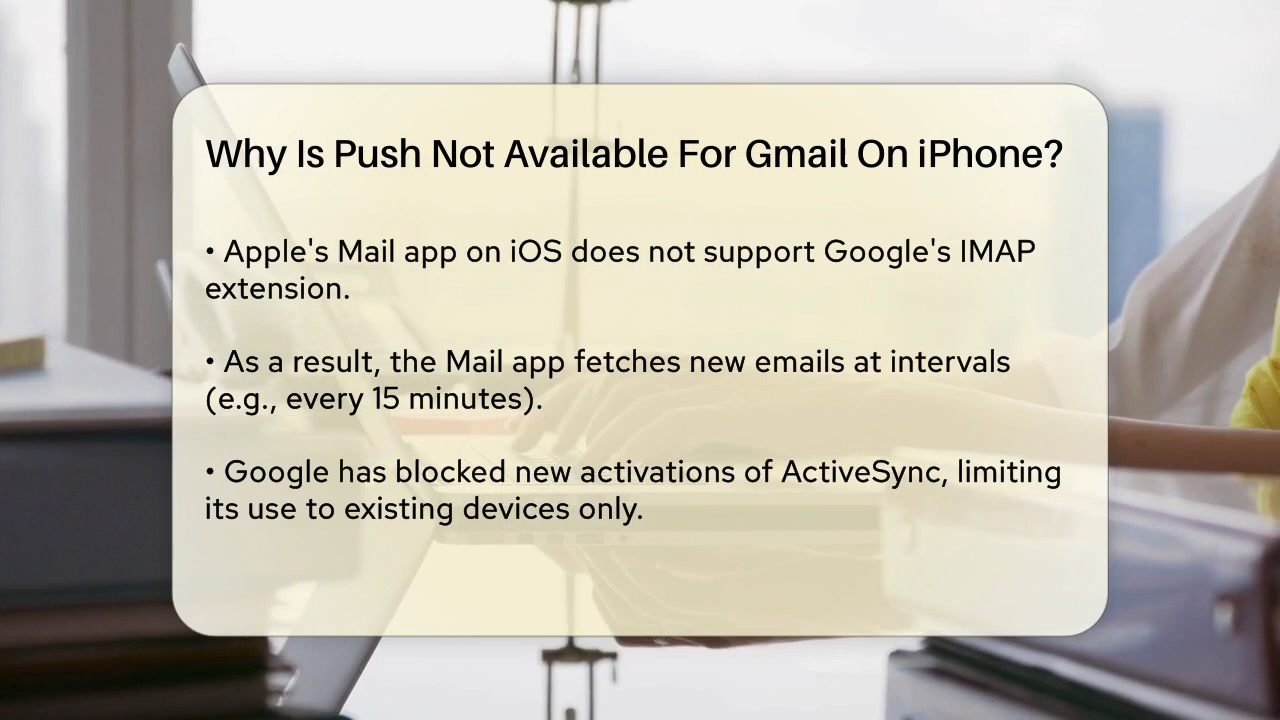 Why Is Push Not Available For Gmail On iPhone?
• Apple's Mail app on iOS does not support Google's IMAP
extension.
• As a result, the Mail app fetches new emails at intervals
(e.g., every 15 minutes).
• Google has blocked new activations of ActiveSync, limiting
its use to existing devices only.